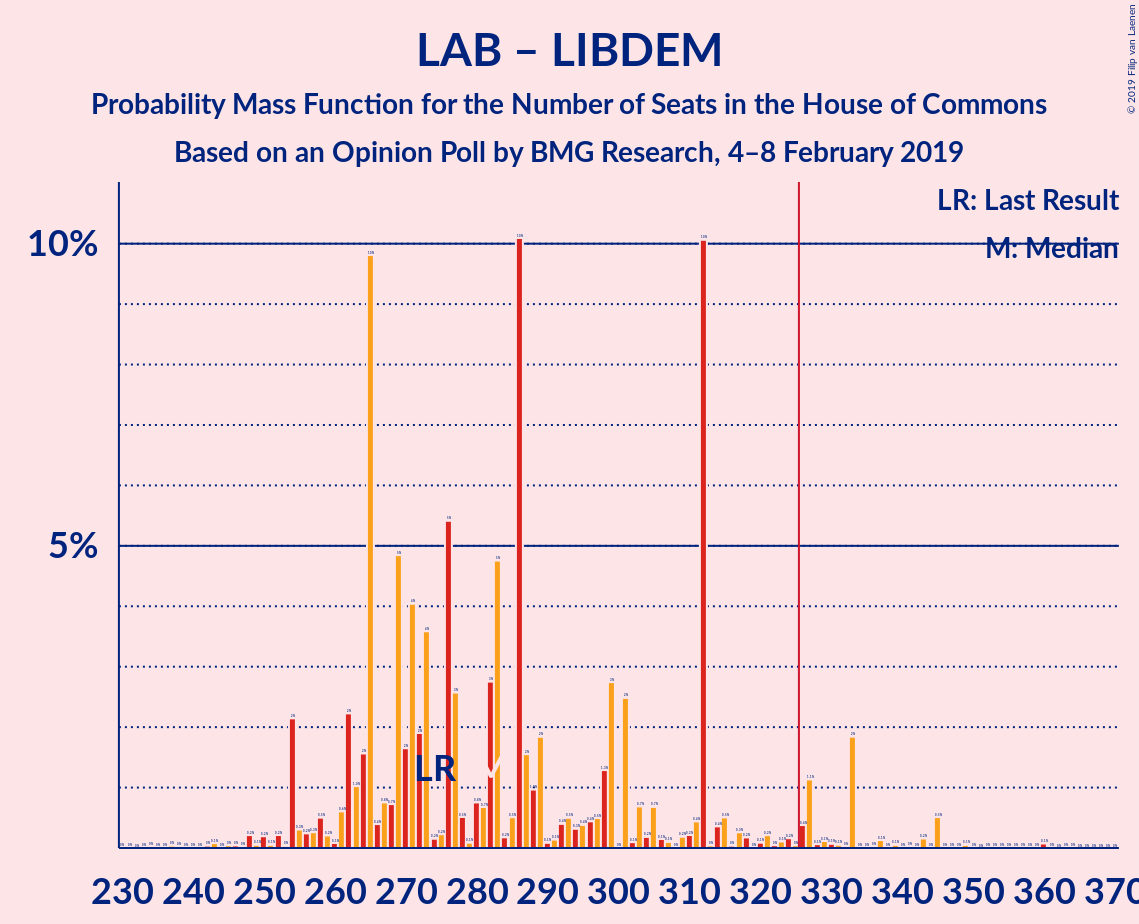 LAB – LIBDEM
Probability Mass Function for the Number of Seats in the House of Commons
Based on an Opinion Poll by BMG Research, 4–8 February 2019
© 2019 Filip van Laenen
LR: Last Result
M: Median
10%
5%
LR
230 240 250 260 270 280 290 300 310 320 330 340 350 360 370